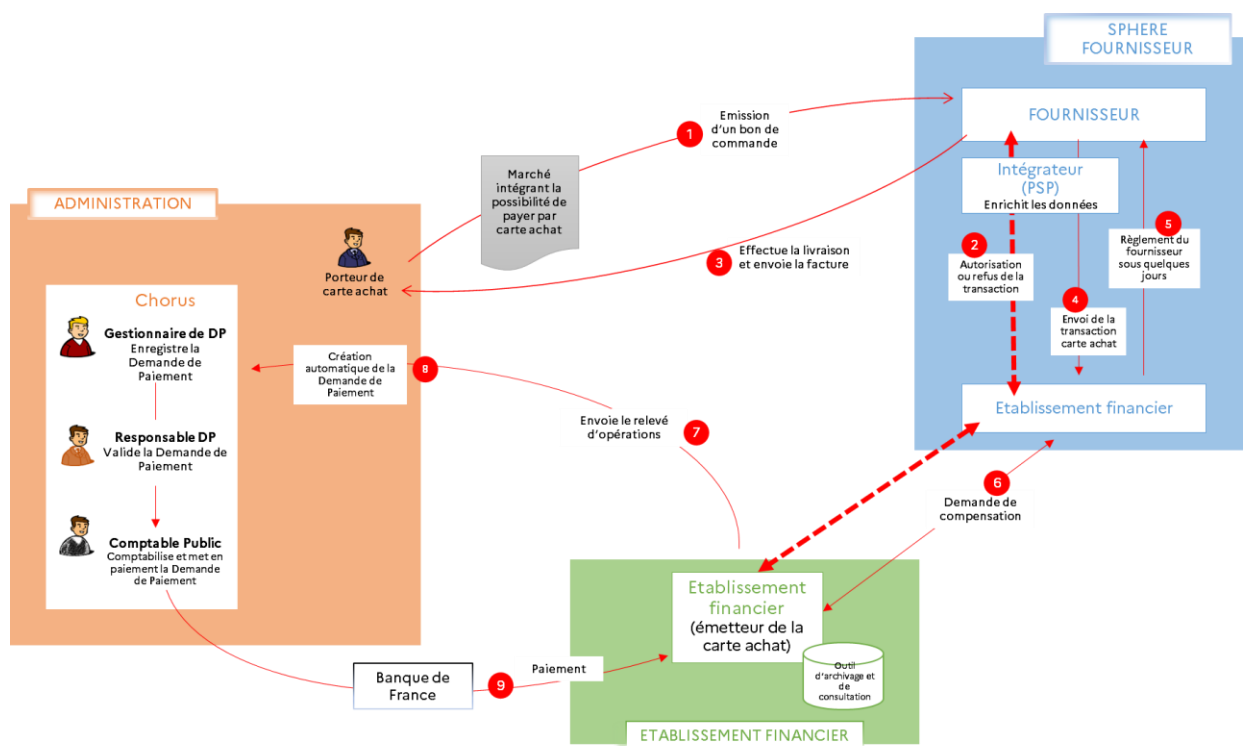 SPHERE
FOURNISSEUR
FOURNISSEUR
1
Emission
d'un bon de
commande
Marché
intégrant la
possibilité de
payer par
carte achat
Intégrateur
(PSP)
Enrichit les données
ADMINISTRATION
Porteur de
carte achat
3
Effectue la livraison
et envoie la facture
2
Autorisation
ou refus de la
transaction
5
Règlement du
fournisseur
sous quelques
jours
4
Envoi de la
transaction
carte achat
Chorus
Gestionnaire de DP
Enregistre la
Demande de
Paiement
Responsable DP
Valide la Demande de
Paiement
Comptable Public
Comptabilise et met en
paiement la Demande
de Paiement
Création
automatique de la
Demande de
Paiement
8
Envoie le relevé
d'opérations
7
Etablissement financier
6
Demande de
compensation
Etablissement
financier
(émetteur de la
carte achat)
Outil
d'archivage et
de
consultation
Banque de
France
9
Paiement
ETABLISSEMENT FINANCIER